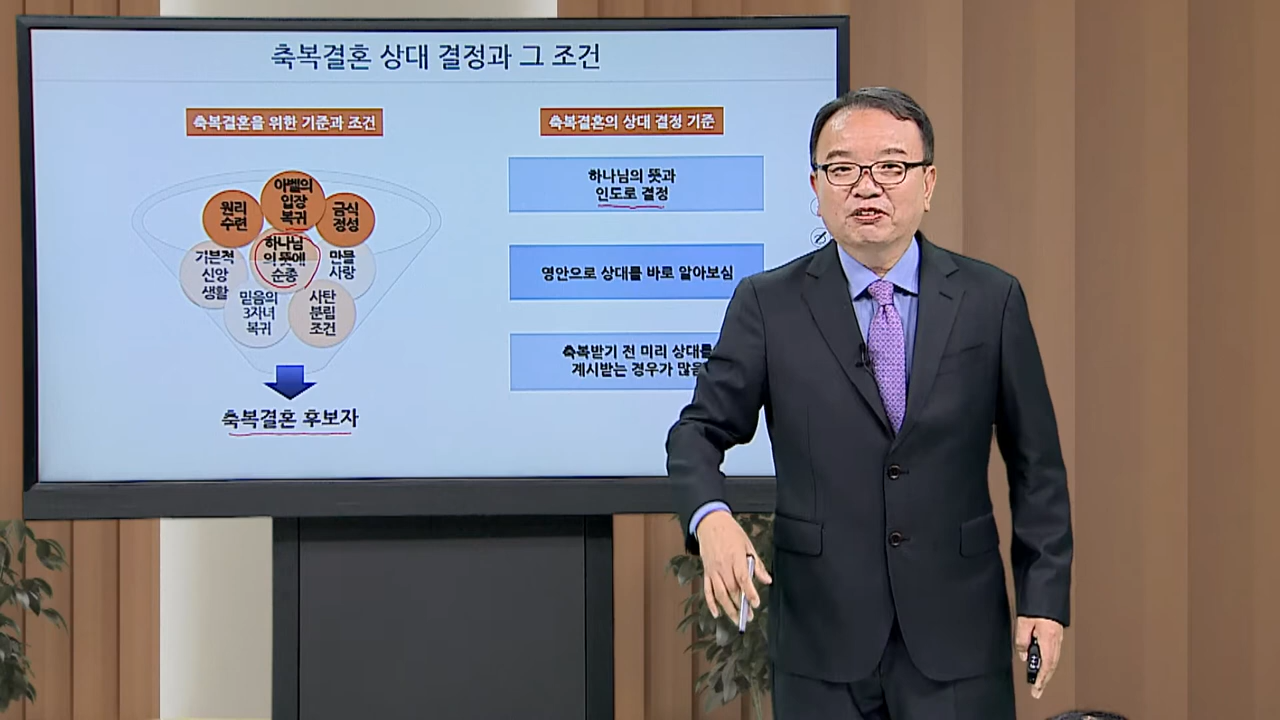 축복결혼 상대 결정과 그 조건
축복결혼을 위한 기준과 조건
아벨의
입장
복귀
원리
수련
금식
정성
하나님
의 뜻에
순종
기본적
신앙
생활
만물
사랑
믿음의
3자녀
복귀
사탄
분립
조건
축복결혼 후보자
축복결혼의 상대 결정 기준
하나님의 뜻과
인도로 결정
영안으로 상대를 바로 알아보심
축복받기 전 미리 상대를
계시받는 경우가 많음